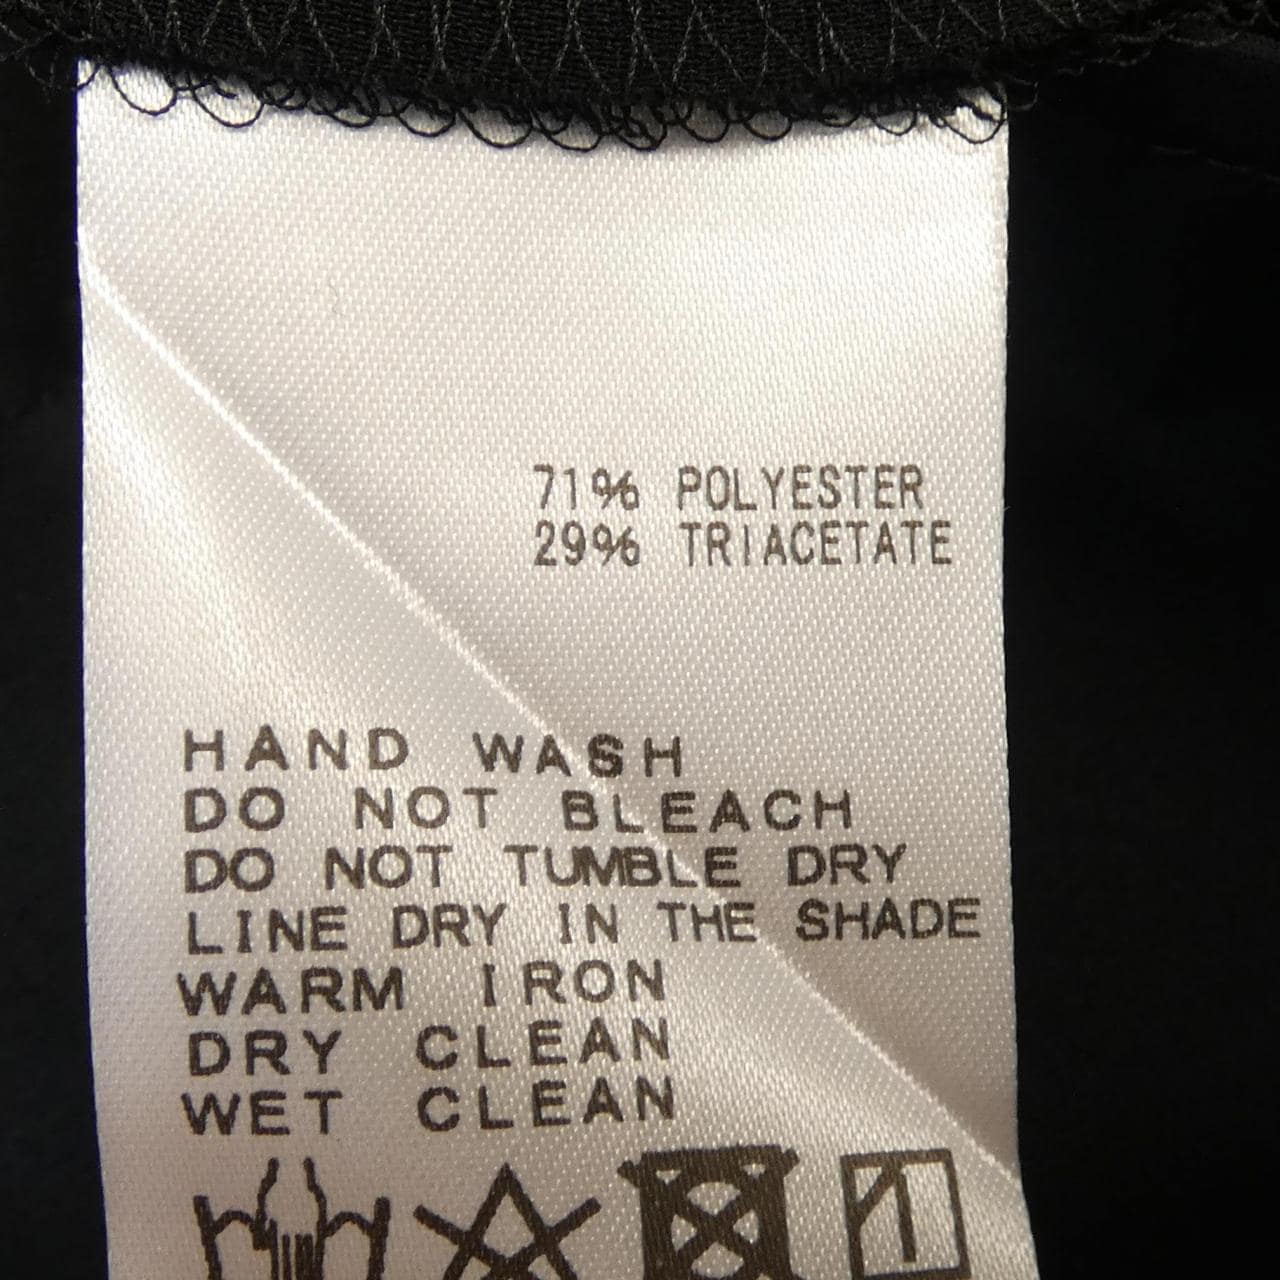 71% POLYESTER
29% TRIACETATE
HAND WASH
DO NOT BLEACH
DO NOT TUMBLE DRY
LINE DRY IN THE SHADE
WARM IRON
DRY CLEAN
WET CLEAN